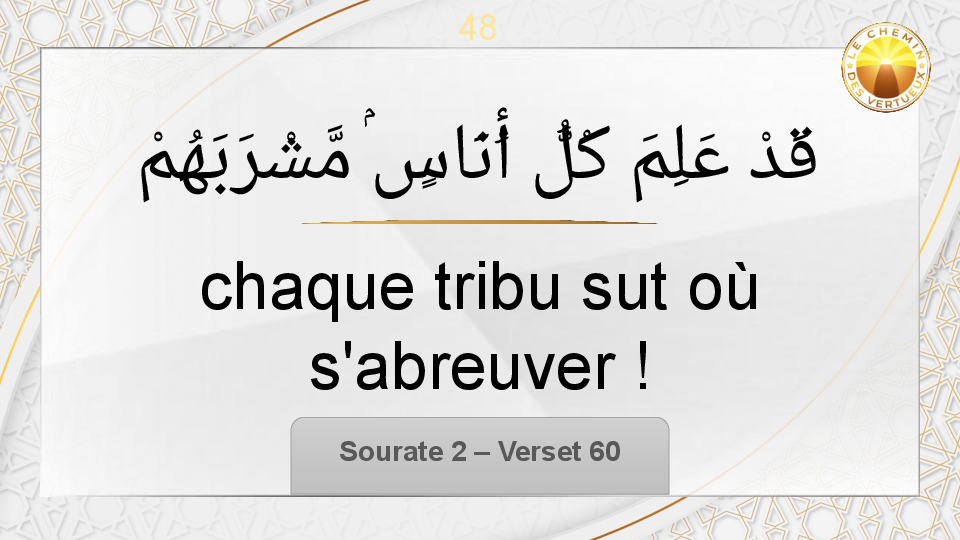 48
LE CHEMIN
DES VERTUEUX
قَدْ عَلِمَ كُلُّ أُنَاسٍۢ مَّشْرَبَهُمْ
chaque tribu sut où
s'abreuver !
Sourate 2 – Verset 60